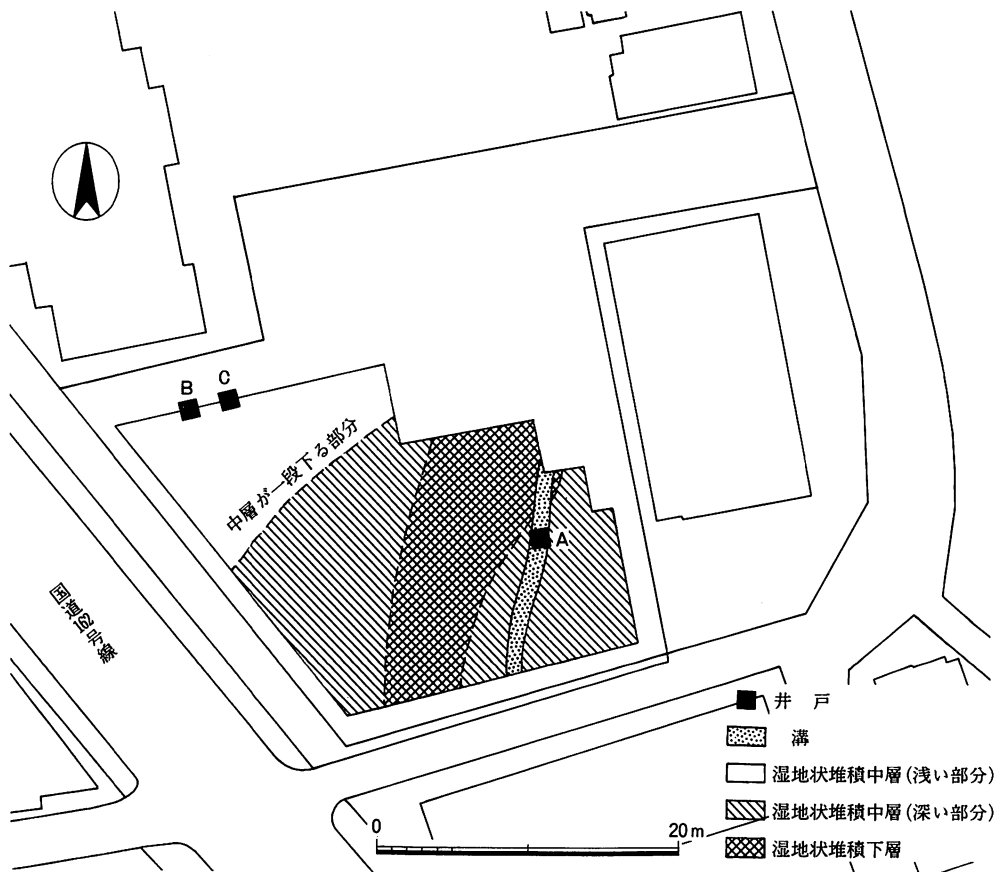 B
C
中層が一段下る部分
A
国道162号線
井　戸
溝
湿地状堆積中層(浅い部分)
湿地状堆積中層(深い部分)
湿地状堆積下層
0
20m